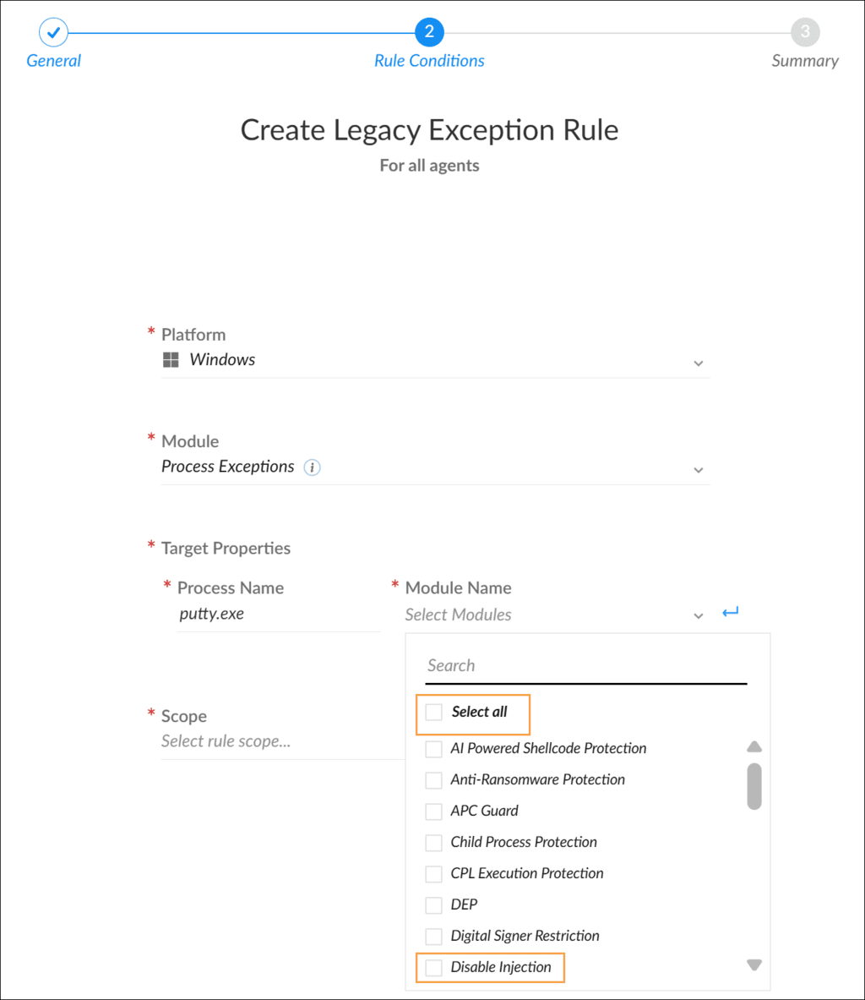 2
3
General
Rule Conditions
Summary
Create Legacy Exception Rule
For all agents
* Platform
Windows
* Module
Process Exceptions i
* Target Properties
* Process Name
putty.exe
* Module Name
Select Modules
Search
Select all
AI Powered Shellcode Protection
Anti-Ransomware Protection
APC Guard
Child Process Protection
CPL Execution Protection
DEP
Digital Signer Restriction
Disable Injection
* Scope
Select rule scope...